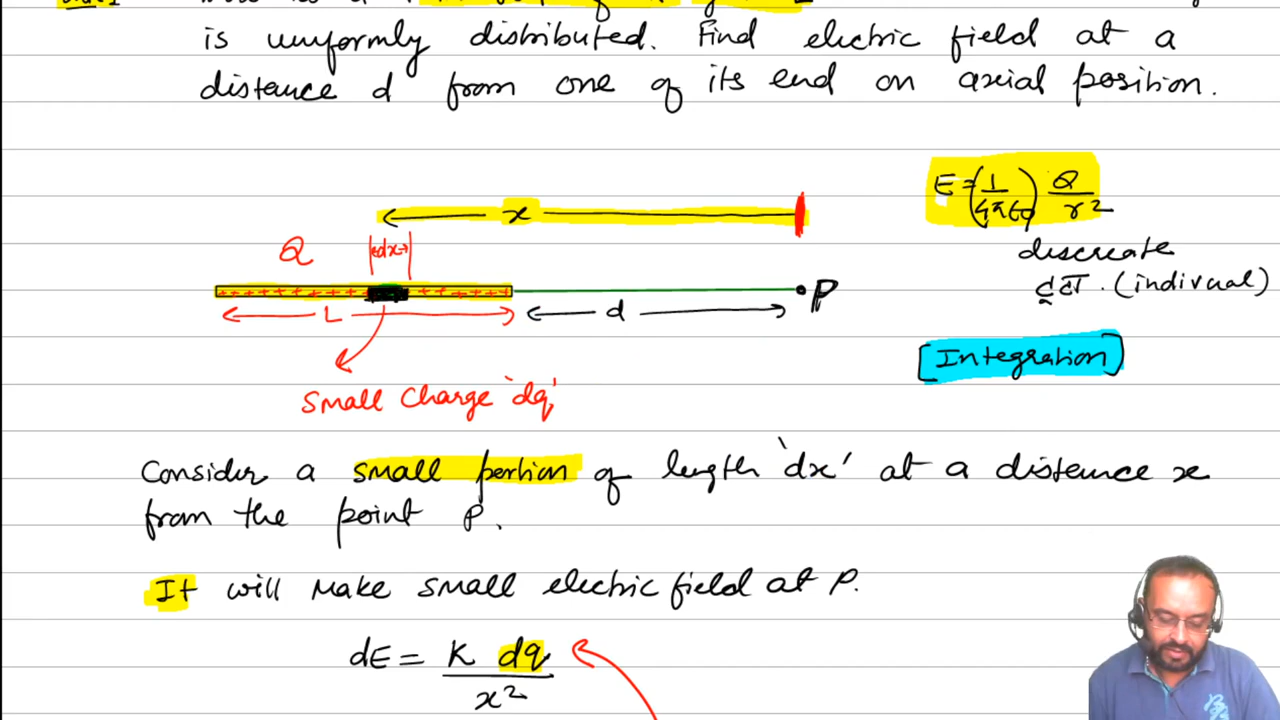 is uniformly distributed. Find electric field at a
distance d from one of its end on axial position.
x
E = (1/4πϵ0) Q/r2
Q
dx
discreate
P
L
d
[Integration]
small Charge 'dq'
Consider a small portion of length 'dx' at a distance x
from the point P.
It will make small electric field at P.
dE = K dq/x2